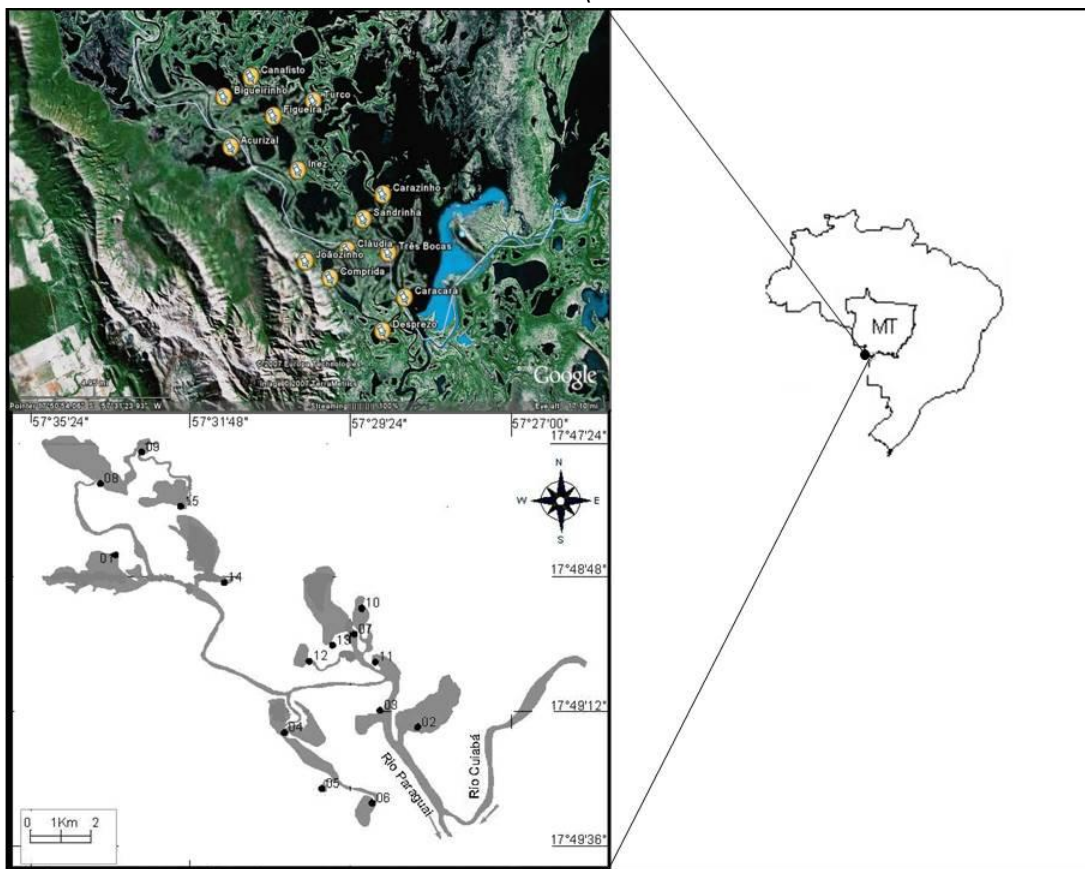 Canafisto
Bigueirinho
Turco
Figueira
Acurizal
Inez
Carazinho
Sandrinha
Cláudia
Três Bocas
Joãozinho
Comprida
Caracará
Desprezo
Google
MT
57°35'24"
57°31'48"
57°29'24"
57°27'00"
17°47'24"
09
08
15
N
W
E
S
01
14
17°48'48"
10
07
13
12
11
03
02
17°49'12"
04
Rio Paraguai
Rio Cuiabá
05
06
0 1Km 2
17°49'36"